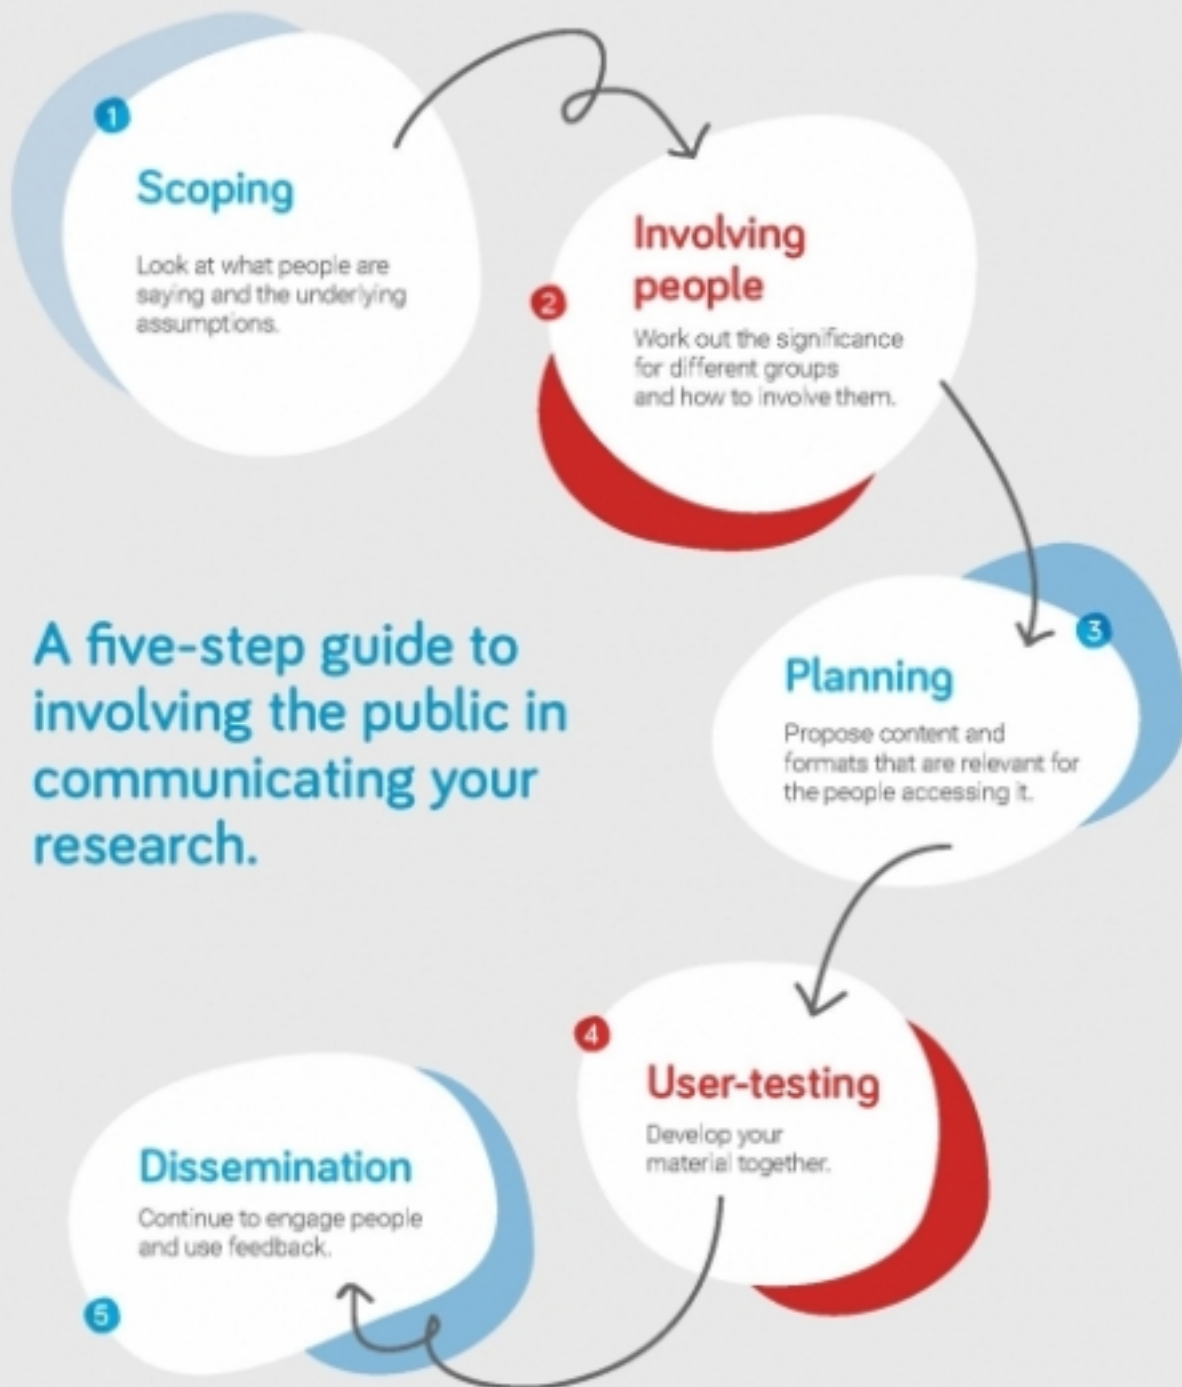 1
Scoping
Look at what people are
saying and the underlying
assumptions.
2
Involving
people
Work out the significance
for different groups
and how to involve them.
3
Planning
Propose content and
formats that are relevant for
the people accessing it.
A five-step guide to
involving the public in
communicating your
research.
4
User-testing
Develop your
material together.
Dissemination
Continue to engage people
and use feedback.
5